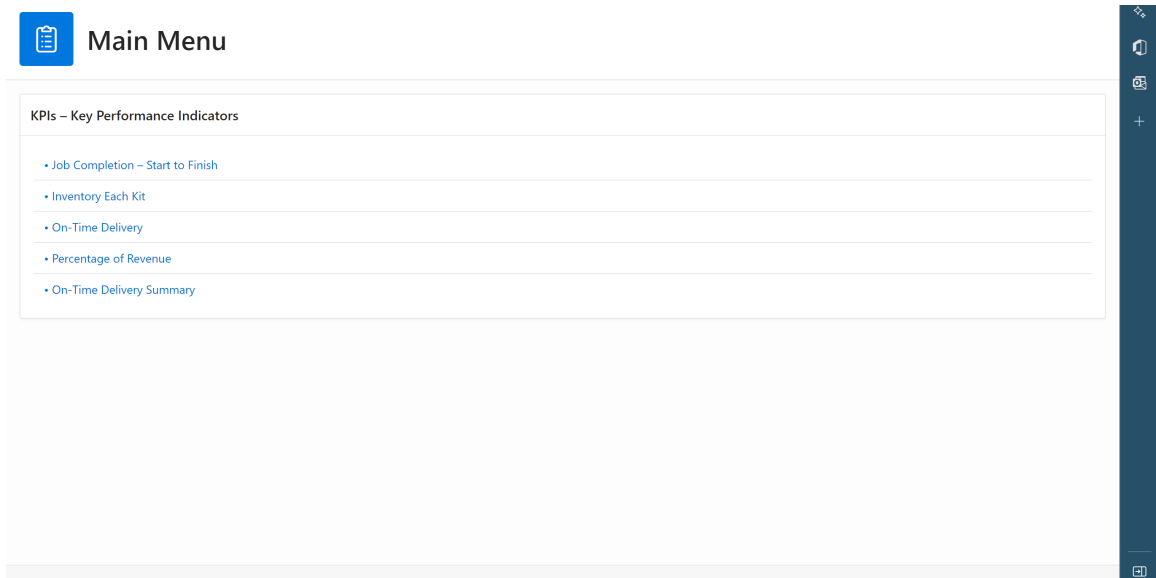 Main Menu
KPIs – Key Performance Indicators
• Job Completion – Start to Finish
• Inventory Each Kit
• On-Time Delivery
• Percentage of Revenue
• On-Time Delivery Summary